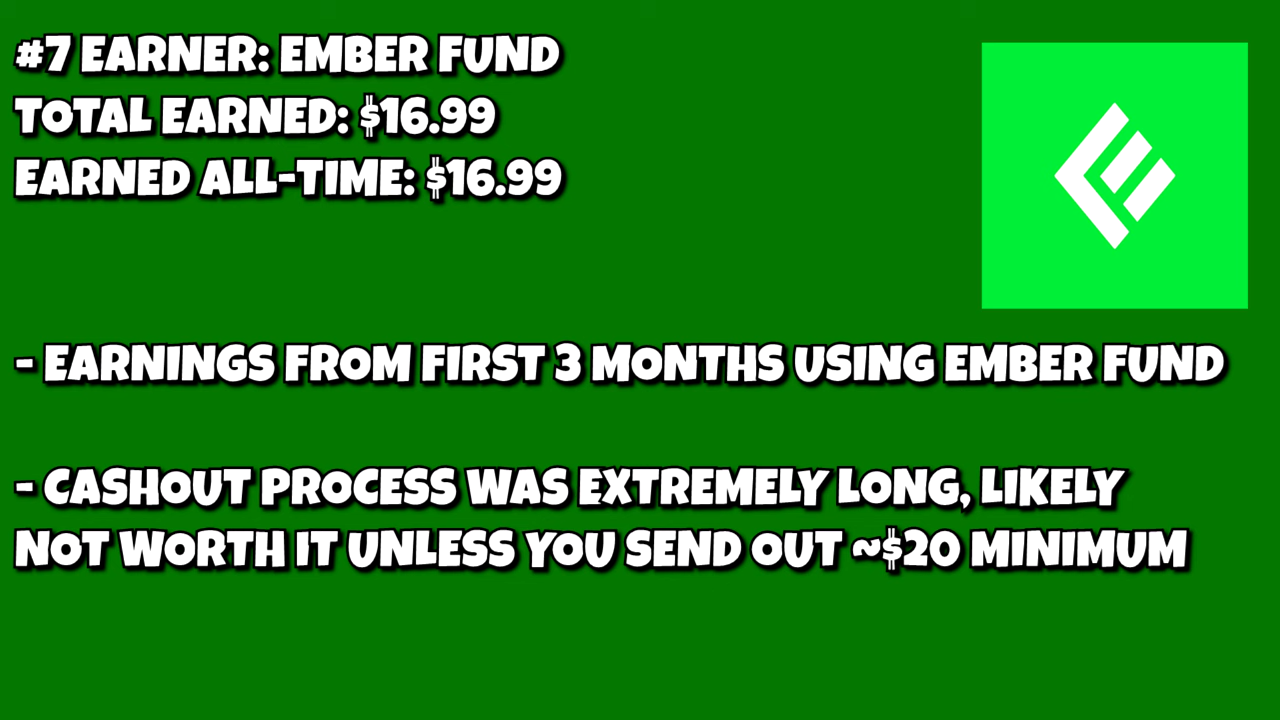 #7 EARNER: EMBER FUND
TOTAL EARNED: $16.99
EARNED ALL-TIME: $16.99
- EARNINGS FROM FIRST 3 MONTHS USING EMBER FUND
- CASHOUT PROCESS WAS EXTREMELY LONG, LIKELY
NOT WORTH IT UNLESS YOU SEND OUT ~$20 MINIMUM